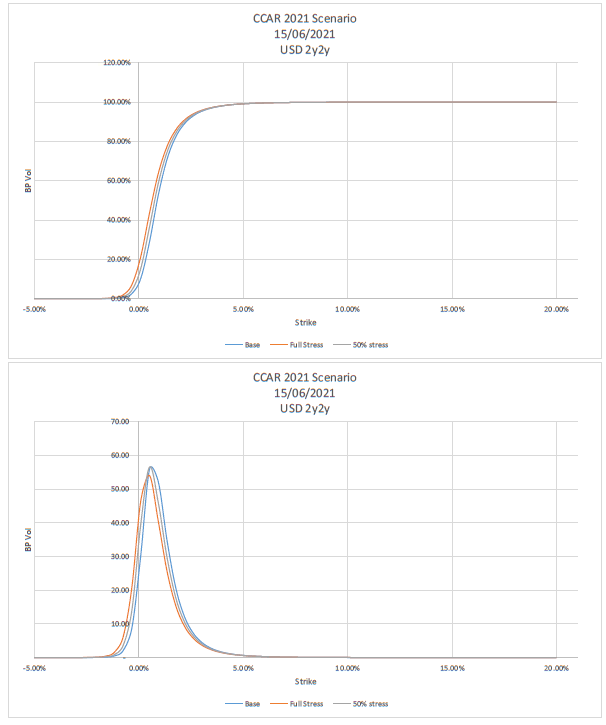 CCAR 2021 Scenario
15/06/2021
USD 2y2y
120.00%
100.00%
80.00%
60.00%
40.00%
20.00%
0.00%
BP Vol
-5.00% 0.00% 5.00% 10.00% 15.00% 20.00%
Strike
Base Full Stress 50% stress
CCAR 2021 Scenario
15/06/2021
USD 2y2y
70.00
60.00
50.00
40.00
30.00
20.00
10.00
-
BP Vol
-5.00% 0.00% 5.00% 10.00% 15.00% 20.00%
Strike
Base Full Stress 50% stress